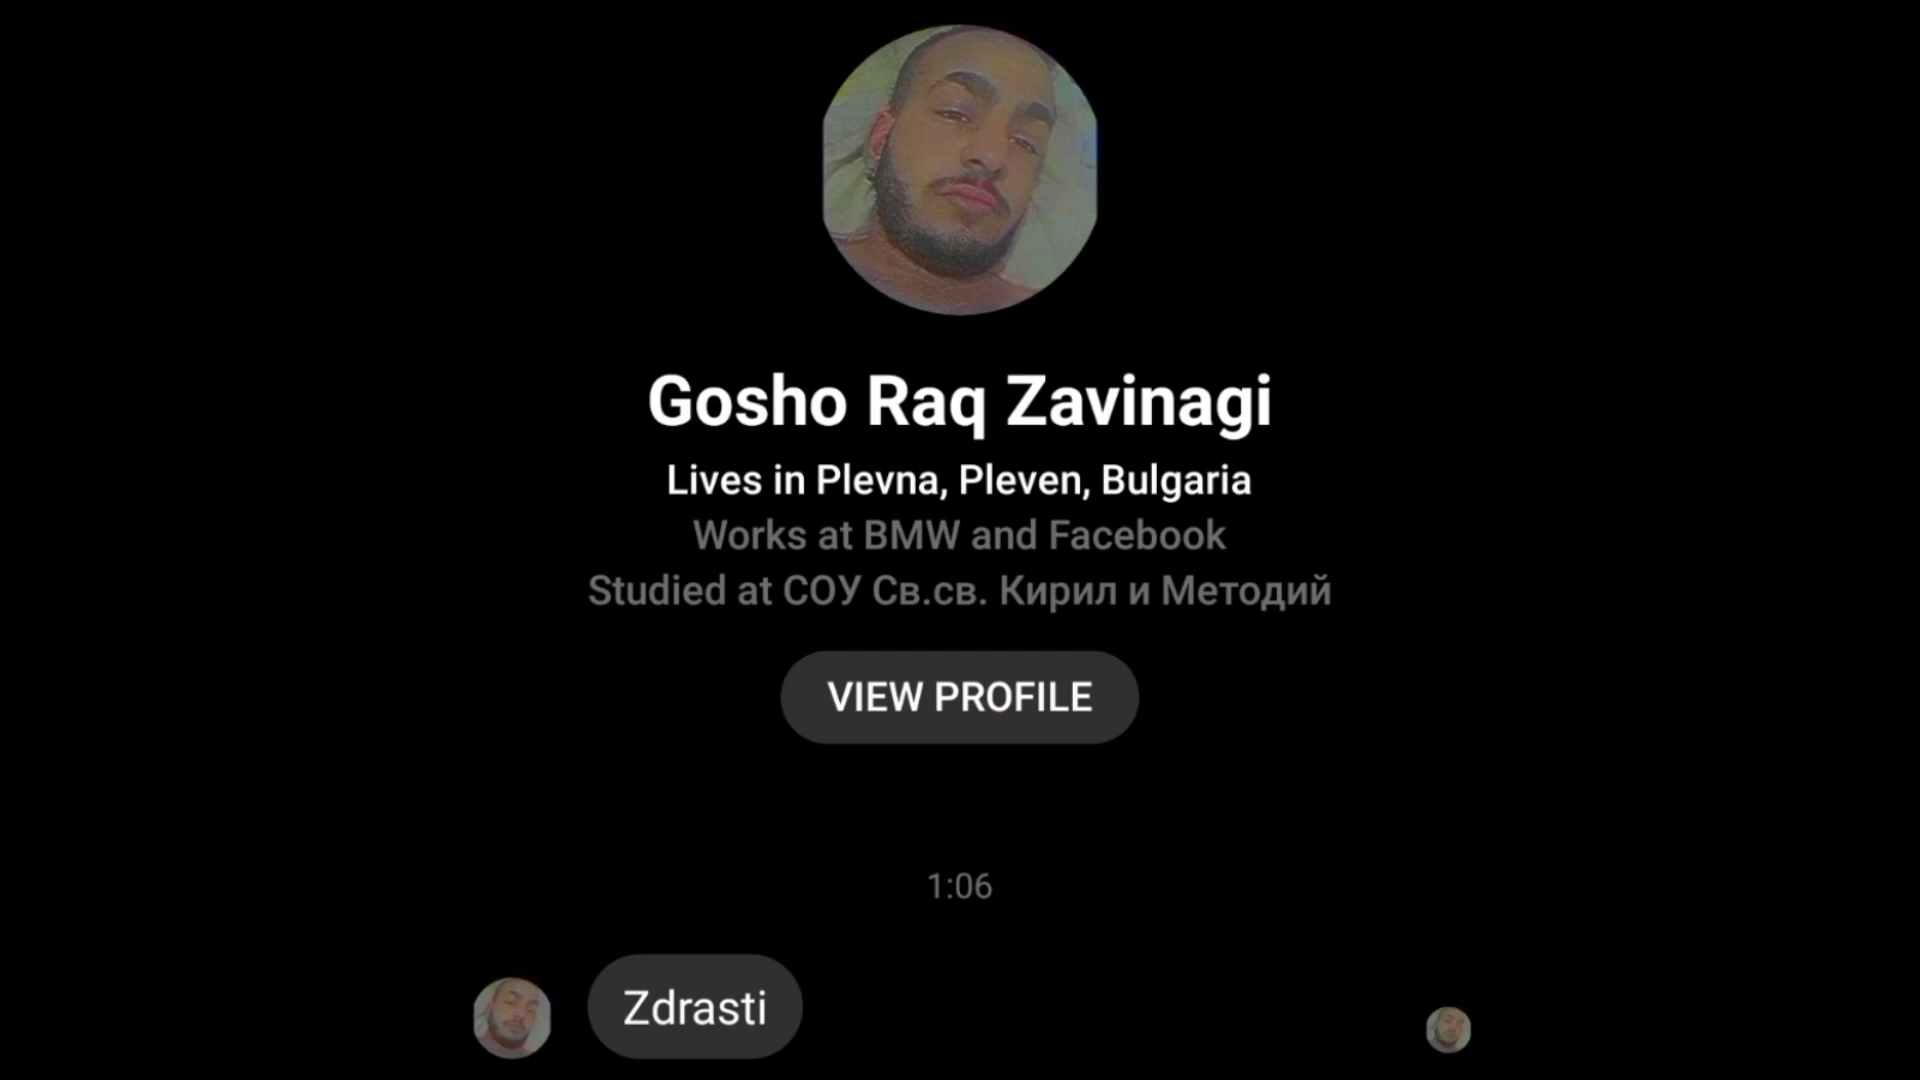 Gosho Raq Zavinagi
Lives in Plevna, Pleven, Bulgaria
Works at BMW and Facebook
Studied at СОУ Св.св. Кирил и Методий
VIEW PROFILE
1:06
Zdrasti